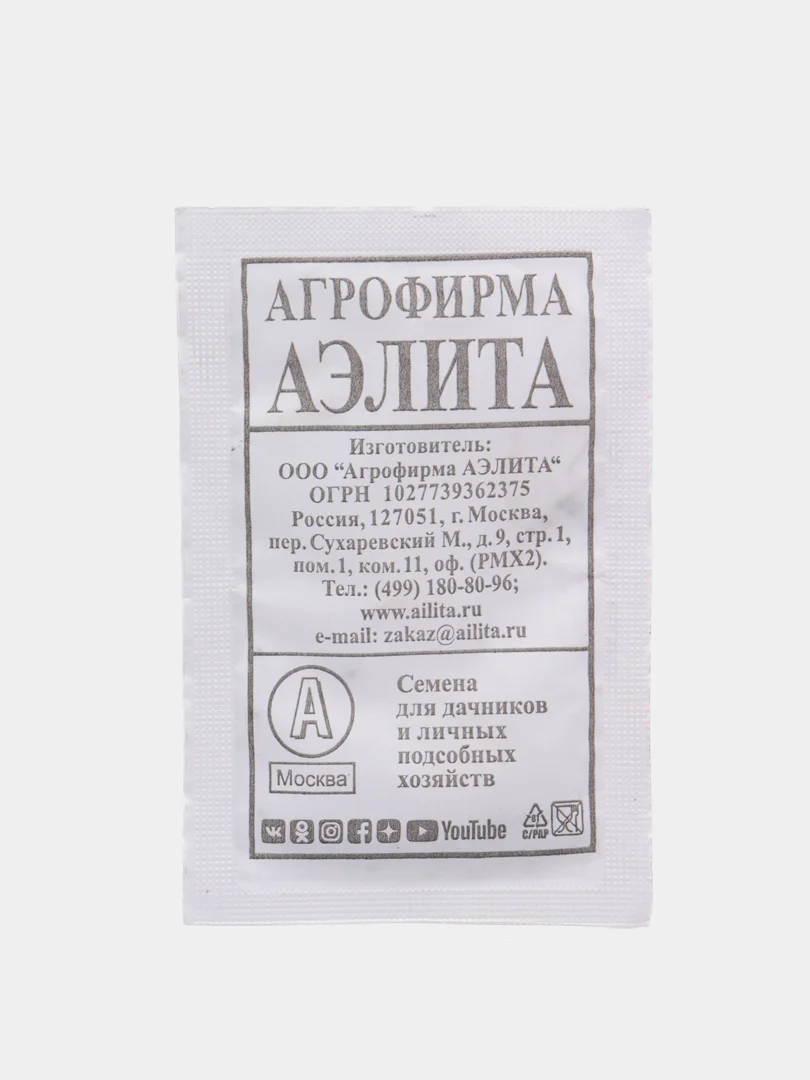 АГРОФИРМА
АЭЛИТА
Изготовитель:
ООО “Агрофирма АЭЛИТА“
ОГРН 1027739362375
Россия, 127051, г. Москва,
пер. Сухаревский М., д. 9, стр. 1,
пом. 1, ком. 11, оф. (РМХ2).
Тел.: (499) 180-80-96;
www.ailita.ru
e-mail: zakaz@ailita.ru
А
Москва
Семена
для дачников
и личных
подсобных
хозяйств
YouTube
81
C/PAP